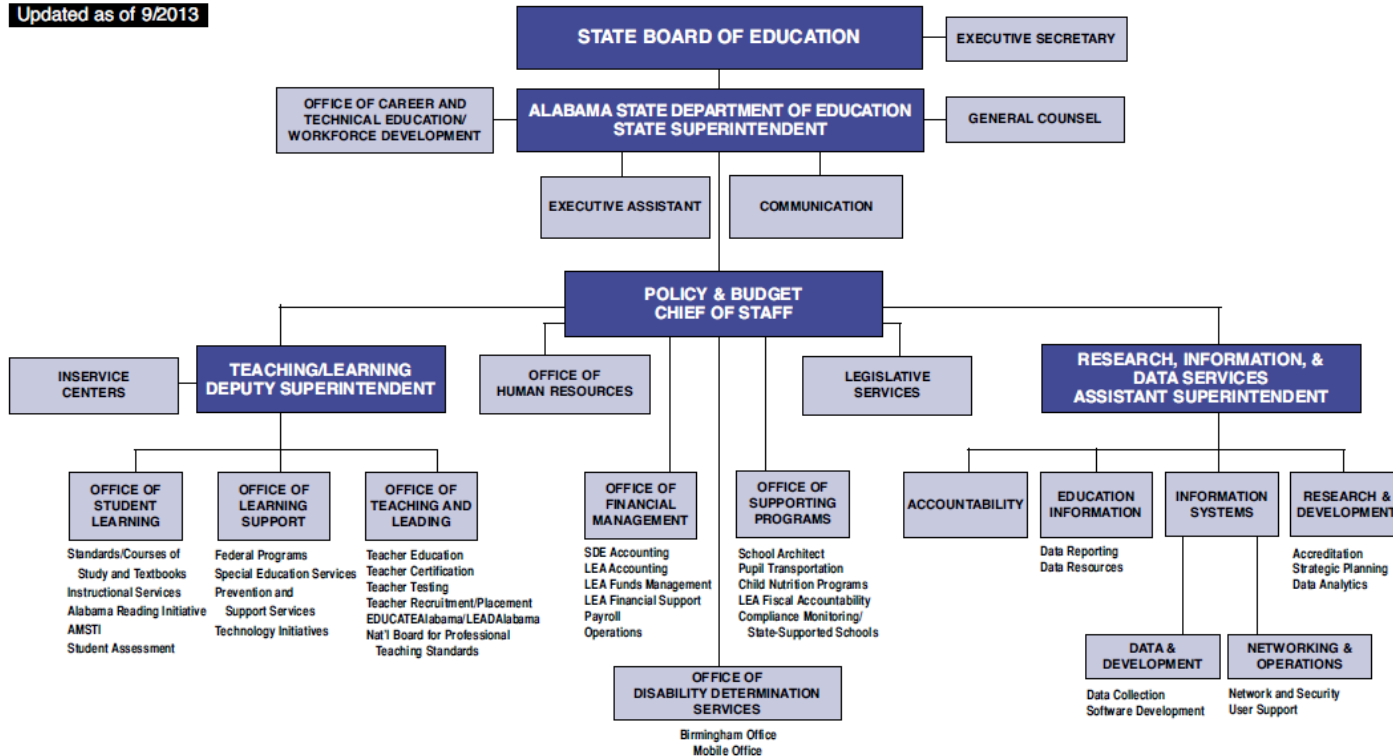 Updated as of 9/2013
STATE BOARD OF EDUCATION
EXECUTIVE SECRETARY
OFFICE OF CAREER AND
TECHNICAL EDUCATION/
WORKFORCE DEVELOPMENT
ALABAMA STATE DEPARTMENT OF EDUCATION
STATE SUPERINTENDENT
GENERAL COUNSEL
EXECUTIVE ASSISTANT
COMMUNICATION
POLICY & BUDGET
CHIEF OF STAFF
INSERVICE
CENTERS
TEACHING/LEARNING
DEPUTY SUPERINTENDENT
OFFICE OF
HUMAN RESOURCES
LEGISLATIVE
SERVICES
RESEARCH, INFORMATION, &
DATA SERVICES
ASSISTANT SUPERINTENDENT
OFFICE OF
STUDENT
LEARNING
Standards/Courses of
Study and Textbooks
Instructional Services
Alabama Reading Initiative
AMSTI
Student Assessment
OFFICE OF
LEARNING
SUPPORT
Federal Programs
Special Education Services
Prevention and
Support Services
Technology Initiatives
OFFICE OF
TEACHING AND
LEADING
Teacher Education
Teacher Certification
Teacher Testing
Teacher Recruitment/Placement
EDUCATEAlabama/LEADAlabama
Nat'l Board for Professional
Teaching Standards
OFFICE OF
FINANCIAL
MANAGEMENT
SDE Accounting
LEA Accounting
LEA Funds Management
LEA Financial Support
Payroll
Operations
OFFICE OF
SUPPORTING
PROGRAMS
School Architect
Pupil Transportation
Child Nutrition Programs
LEA Fiscal Accountability
Compliance Monitoring/
State-Supported Schools
OFFICE OF
DISABILITY DETERMINATION
SERVICES
Birmingham Office
Mobile Office
ACCOUNTABILITY
EDUCATION
INFORMATION
Data Reporting
Data Resources
INFORMATION
SYSTEMS
RESEARCH &
DEVELOPMENT
Accreditation
Strategic Planning
Data Analytics
DATA &
DEVELOPMENT
Data Collection
Software Development
NETWORKING &
OPERATIONS
Network and Security
User Support